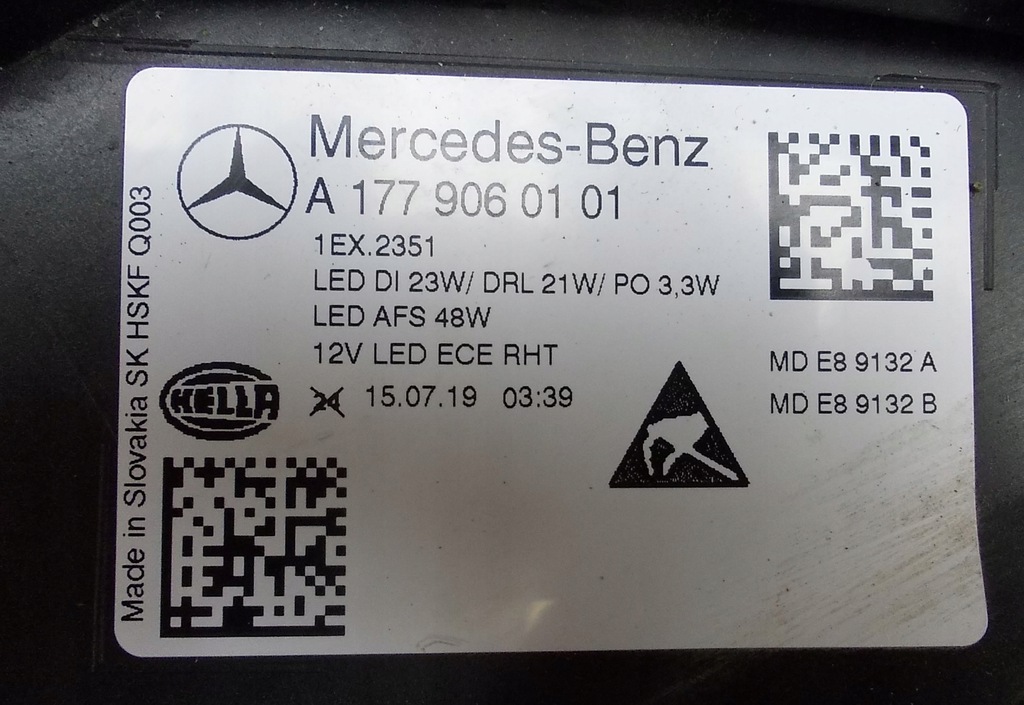 Mercedes-Benz
A 177 906 01 01
1EX.2351
LED DI 23W/ DRL 21W/ PO 3,3W
LED AFS 48W
12V LED ECE RHT
HELLA
24 15.07.19 03:39
MD E8 9132 A
MD E8 9132 B
Made in Slovakia SK HSKF Q003